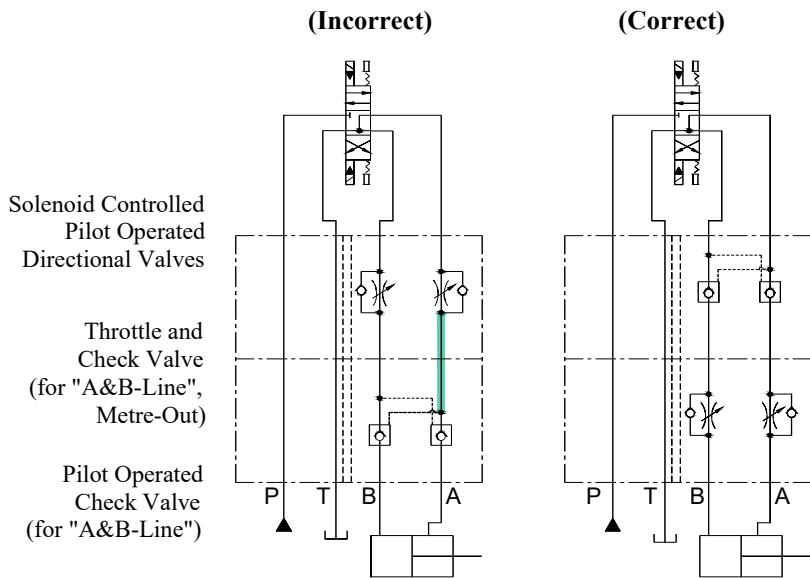 (Incorrect)
(Correct)
Solenoid Controlled
Pilot Operated
Directional Valves
Throttle and
Check Valve
(for "A&B-Line",
Metre-Out)
Pilot Operated
Check Valve
(for "A&B-Line")
P T B A
P T B A